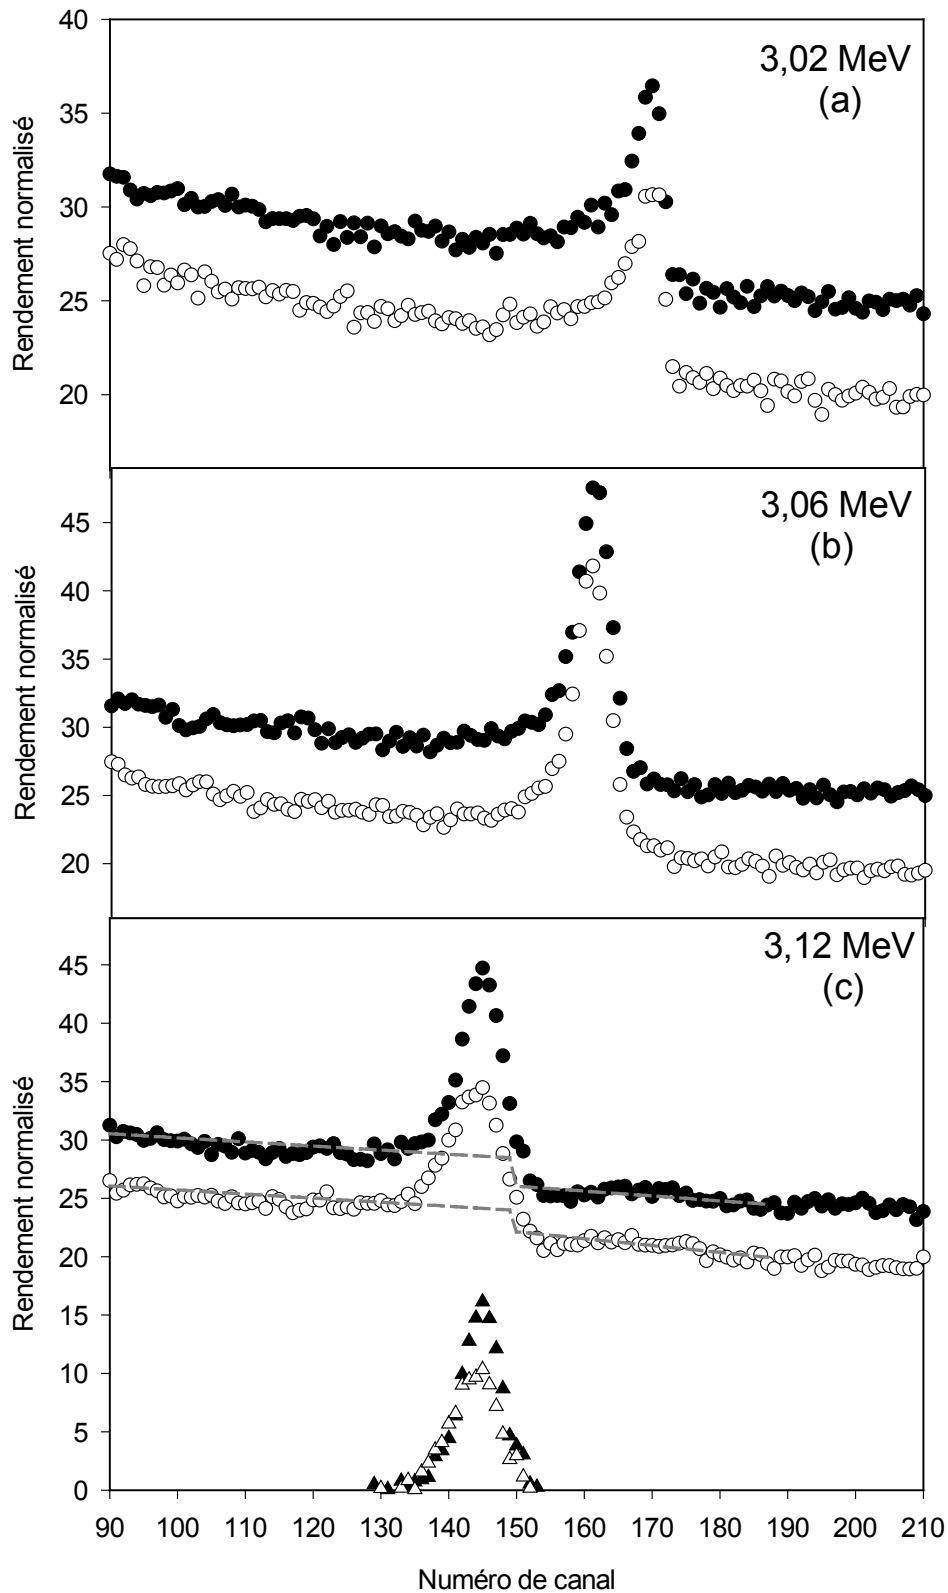 40
3,02 MeV
(a)
35
30
25
20
Rendement normalisé
3,06 MeV
(b)
45
40
35
30
25
20
Rendement normalisé
3,12 MeV
(c)
45
40
35
30
25
20
15
10
5
0
Rendement normalisé
90 100 110 120 130 140 150 160 170 180 190 200 210
Numéro de canal